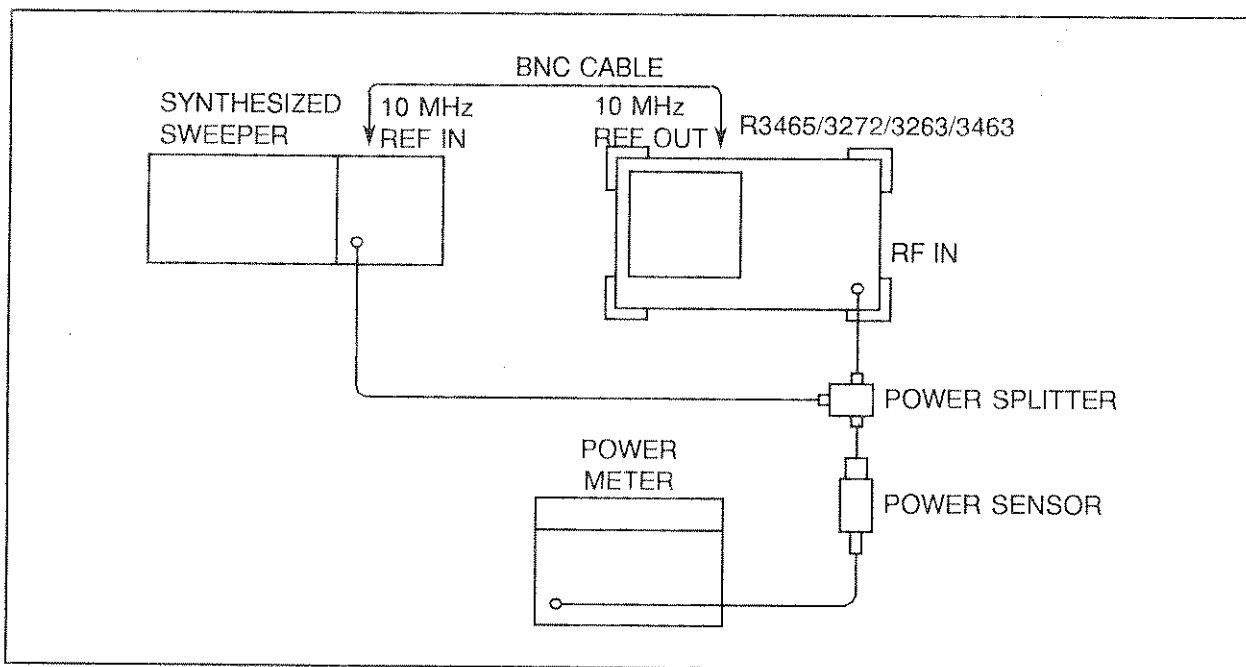 BNC CABLE
SYNTHESIZED
SWEEPER
10 MHz
REF IN
10 MHz
REF OUT
R3465/3272/3263/3463
RF IN
POWER SPLITTER
POWER
METER
POWER SENSOR